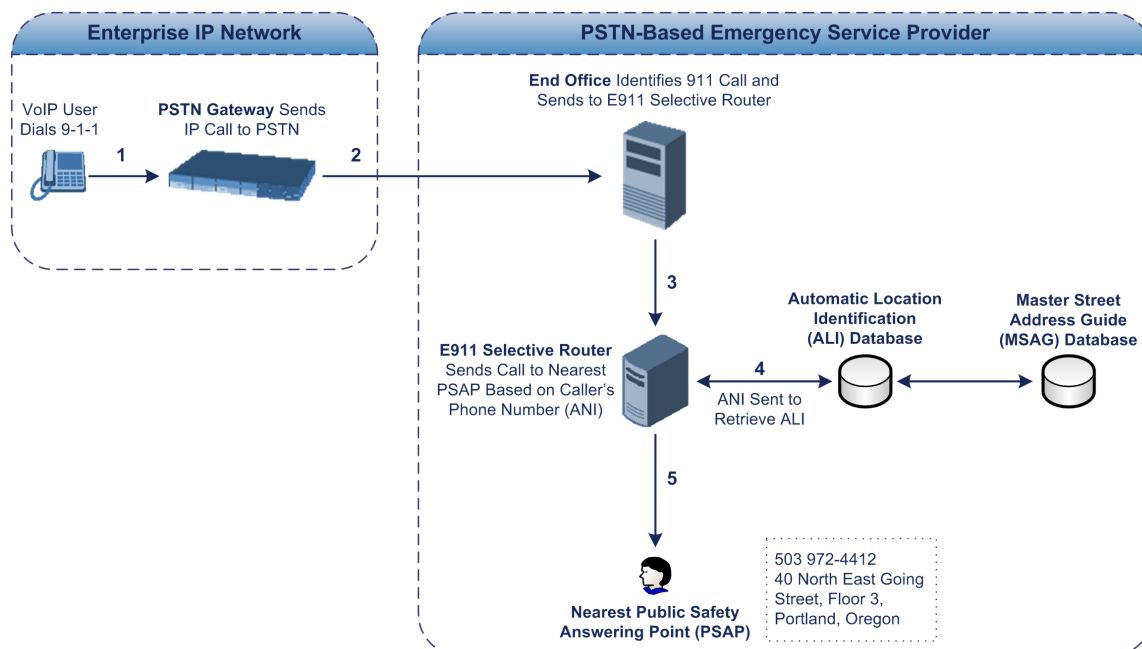 Enterprise IP Network
PSTN-Based Emergency Service Provider
VoIP User
Dials 9-1-1
PSTN Gateway Sends
IP Call to PSTN
End Office Identifies 911 Call and
Sends to E911 Selective Router
1
2
3
Automatic Location
Identification
(ALI) Database
Master Street
Address Guide
(MSAG) Database
E911 Selective Router
Sends Call to Nearest
PSAP Based on Caller's
Phone Number (ANI)
4
ANI Sent to
Retrieve ALI
5
Nearest Public Safety
Answering Point (PSAP)
503 972-4412
40 North East Going
Street, Floor 3,
Portland, Oregon